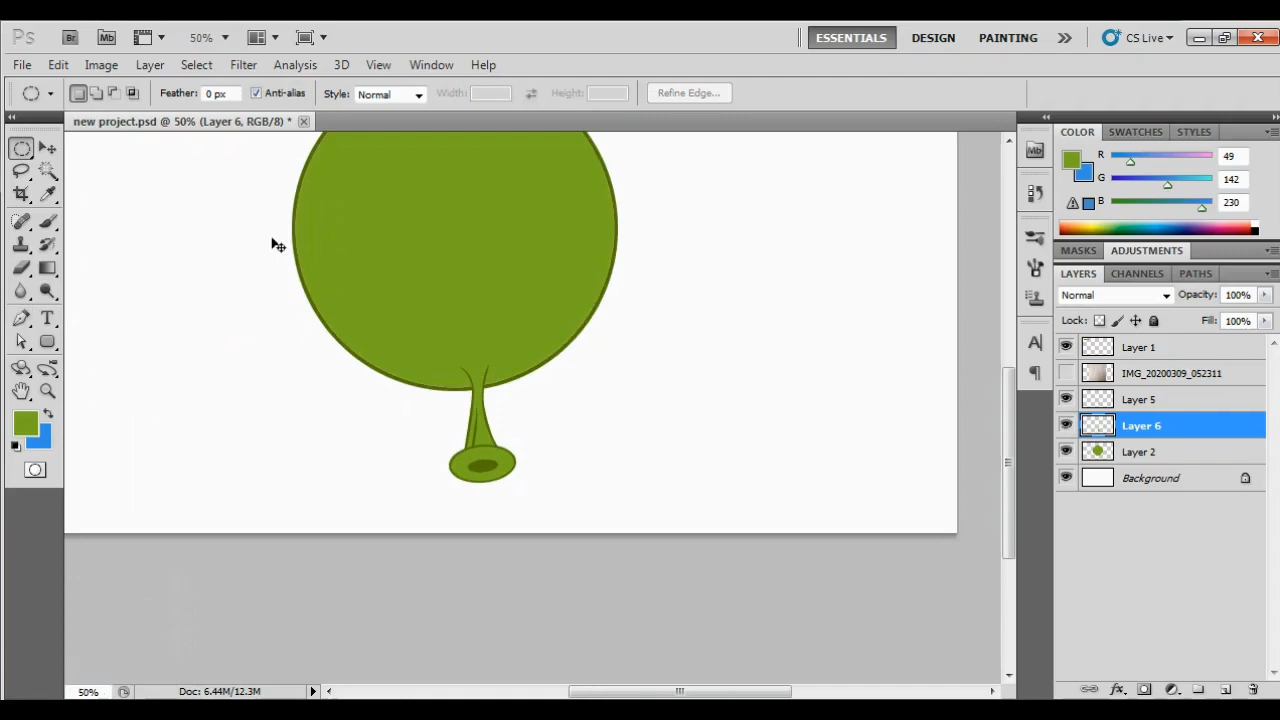 Ps Br Mb 50% ESSENTIALS DESIGN PAINTING CS Live
File Edit Image Layer Select Filter Analysis 3D View Window Help
Feather: 0 px Anti-alias Style: Normal Width: Height: Refine Edge...
new project.psd @ 50% (Layer 6, RGB/8) *
COLOR SWATCHES STYLES
Mb
R 49
G 142
B 230
MASKS ADJUSTMENTS
LAYERS CHANNELS PATHS
Normal Opacity: 100%
Lock: Fill: 100%
Layer 1
IMG_20200309_052311
Layer 5
Layer 6
Layer 2
Background
50% Doc: 6.44M/12.3M